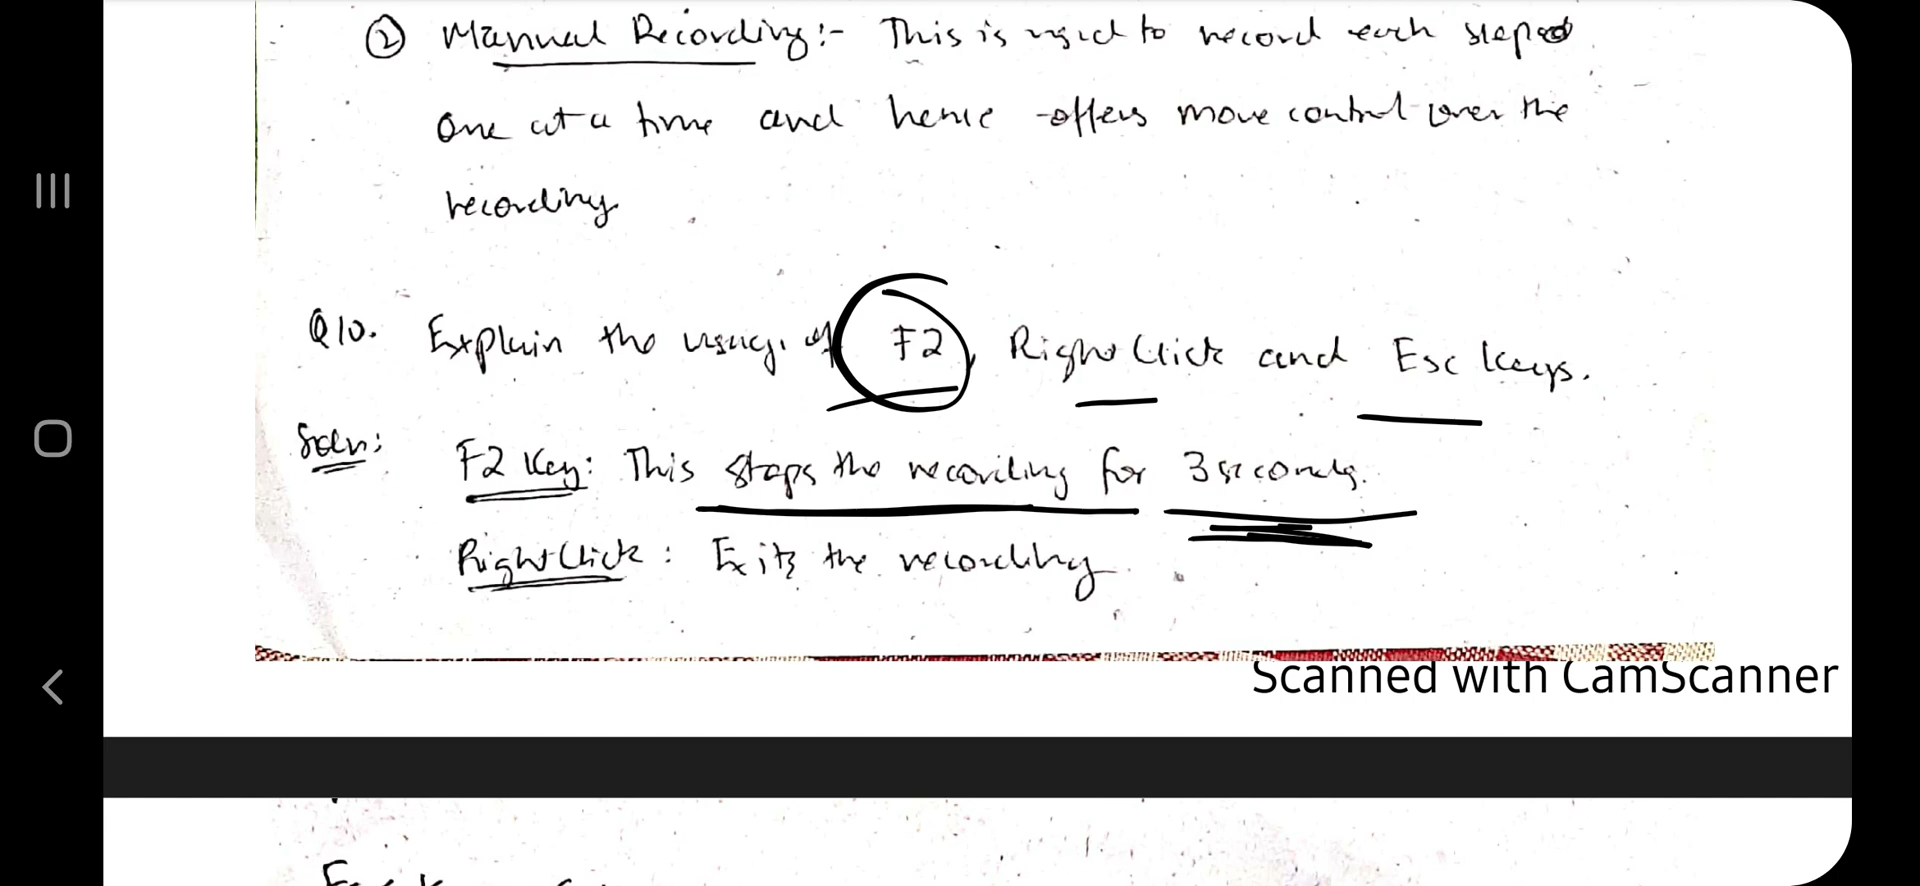 ② Manual Recording:- This is used to record each steps
one at a time and hence offers more control over the
recording
Q10. Explain the usage of F2, Right Click and Esc keys.
Soln:
F2 Key: This stops the recording for 3 seconds.
Right Click: Exits the recording
Scanned with CamScanner